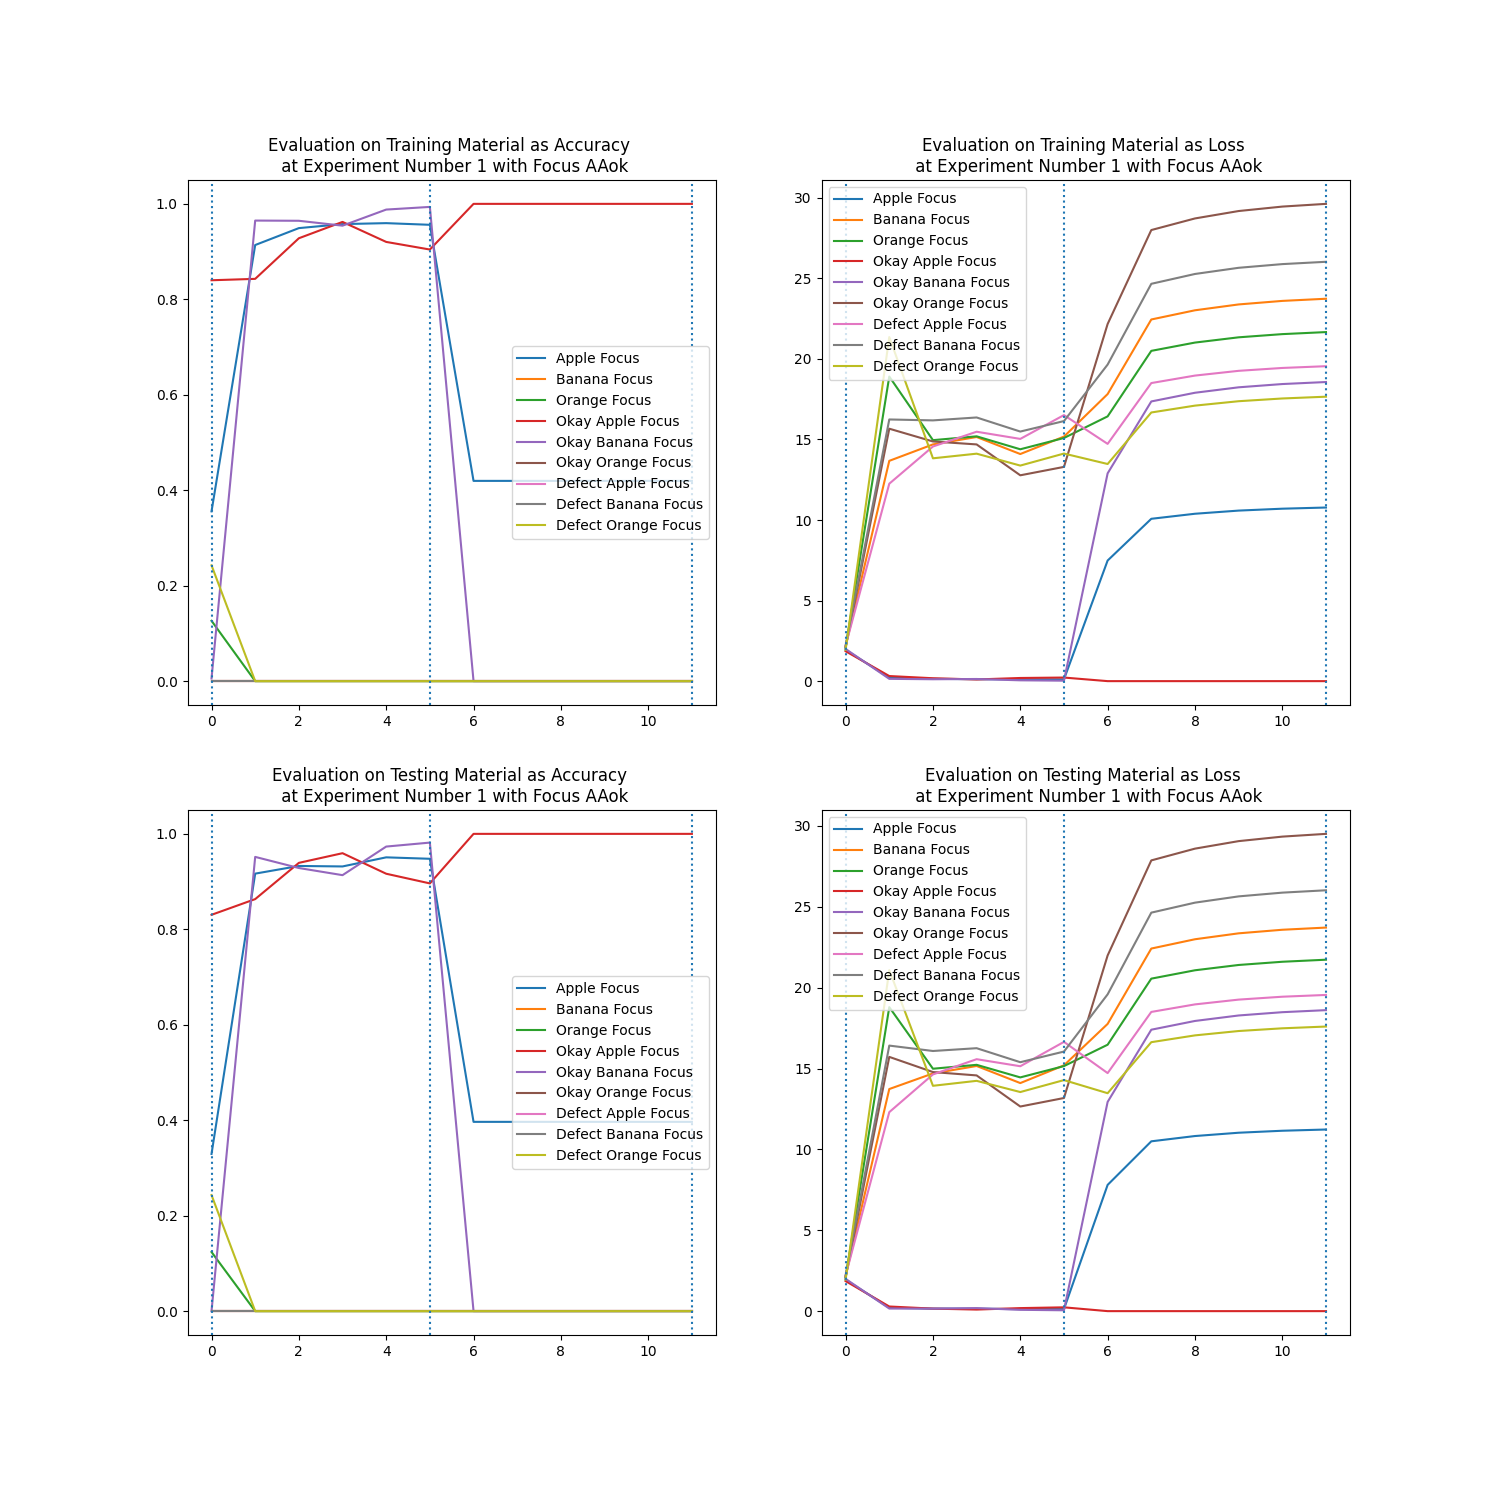 Evaluation on Training Material as Accuracy
at Experiment Number 1 with Focus AAok
1.0
0.8
0.6
0.4
0.2
0.0
Apple Focus
Banana Focus
Orange Focus
Okay Apple Focus
Okay Banana Focus
Okay Orange Focus
Defect Apple Focus
Defect Banana Focus
Defect Orange Focus
0 2 4 6 8 10
Evaluation on Training Material as Loss
at Experiment Number 1 with Focus AAok
30
25
20
15
10
5
0
Apple Focus
Banana Focus
Orange Focus
Okay Apple Focus
Okay Banana Focus
Okay Orange Focus
Defect Apple Focus
Defect Banana Focus
Defect Orange Focus
0 2 4 6 8 10
Evaluation on Testing Material as Accuracy
at Experiment Number 1 with Focus AAok
1.0
0.8
0.6
0.4
0.2
0.0
Apple Focus
Banana Focus
Orange Focus
Okay Apple Focus
Okay Banana Focus
Okay Orange Focus
Defect Apple Focus
Defect Banana Focus
Defect Orange Focus
0 2 4 6 8 10
Evaluation on Testing Material as Loss
at Experiment Number 1 with Focus AAok
30
25
20
15
10
5
0
Apple Focus
Banana Focus
Orange Focus
Okay Apple Focus
Okay Banana Focus
Okay Orange Focus
Defect Apple Focus
Defect Banana Focus
Defect Orange Focus
0 2 4 6 8 10